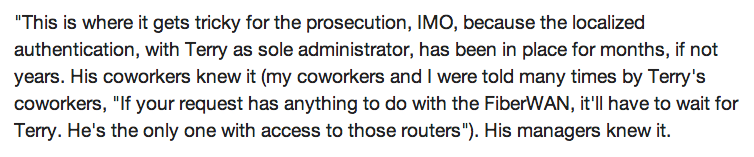 "This is where it gets tricky for the prosecution, IMO, because the localized
authentication, with Terry as sole administrator, has been in place for months, if not
years. His coworkers knew it (my coworkers and I were told many times by Terry's
coworkers, "If your request has anything to do with the FiberWAN, it'll have to wait for
Terry. He's the only one with access to those routers"). His managers knew it.